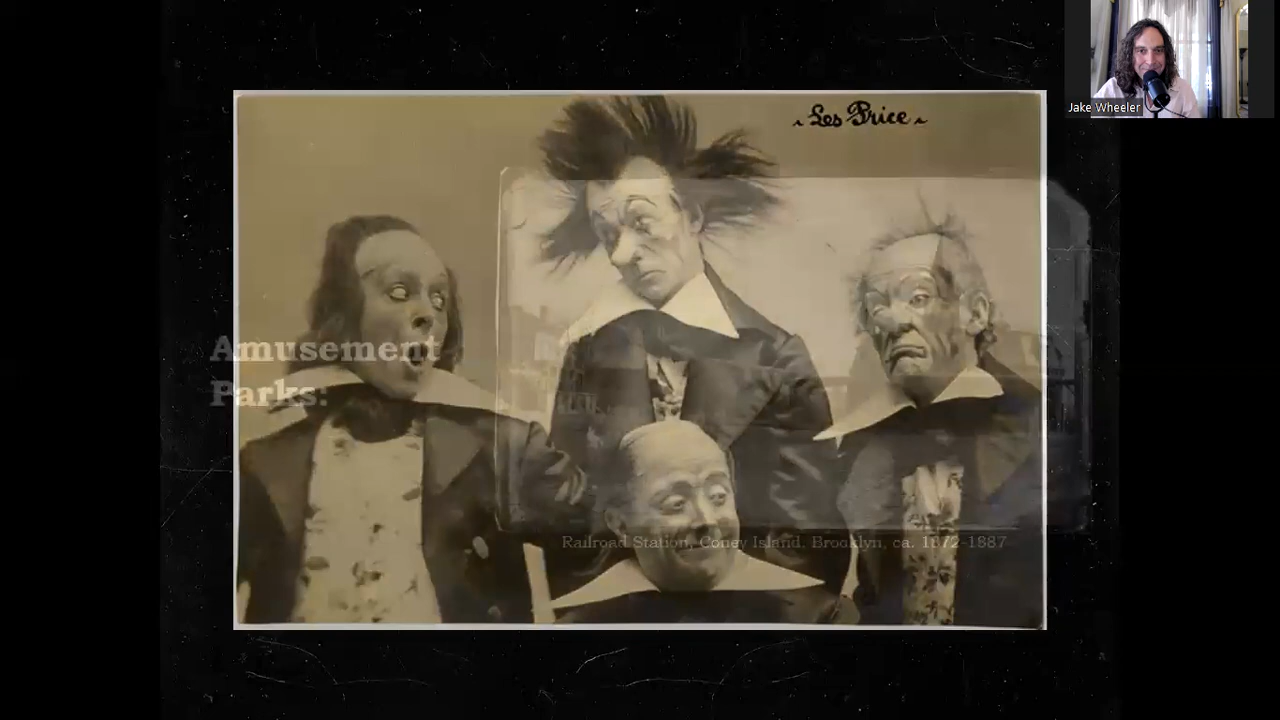 Jake Wheeler
~ Les Price ~
Amusement
Parks:
Railroad Station, Coney Island, Brooklyn, ca. 1872-1887